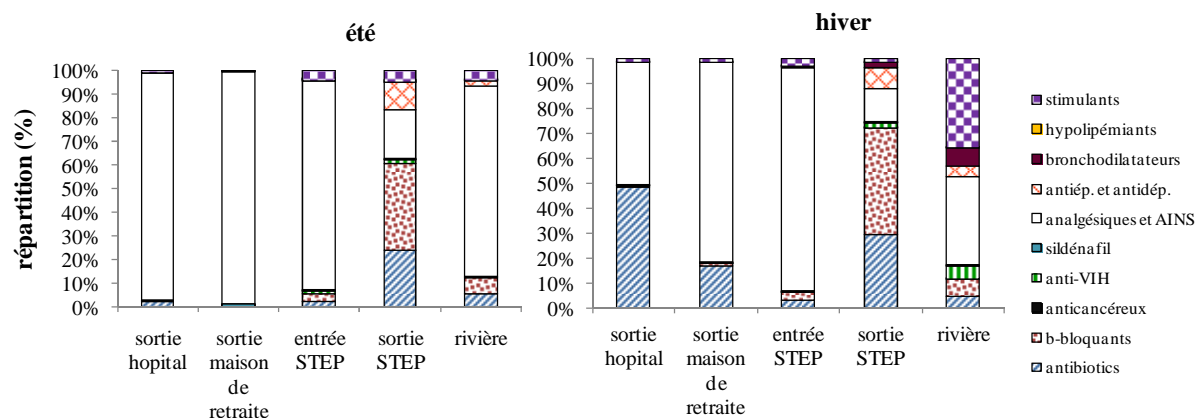 été
hiver
répartition (%)
100%
90%
80%
70%
60%
50%
40%
30%
20%
10%
0%
sortie
hopital
sortie
maison
de
retraite
entrée
STEP
sortie
STEP
rivière
100%
90%
80%
70%
60%
50%
40%
30%
20%
10%
0%
sortie
hopital
sortie
maison
de
retraite
entrée
STEP
sortie
STEP
rivière
stimulants
hypolipémiants
bronchodilatateurs
antiép. et antidép.
analgésiques et AINS
sildénafil
anti-VIH
anticancéreux
b-bloquants
antibiotics